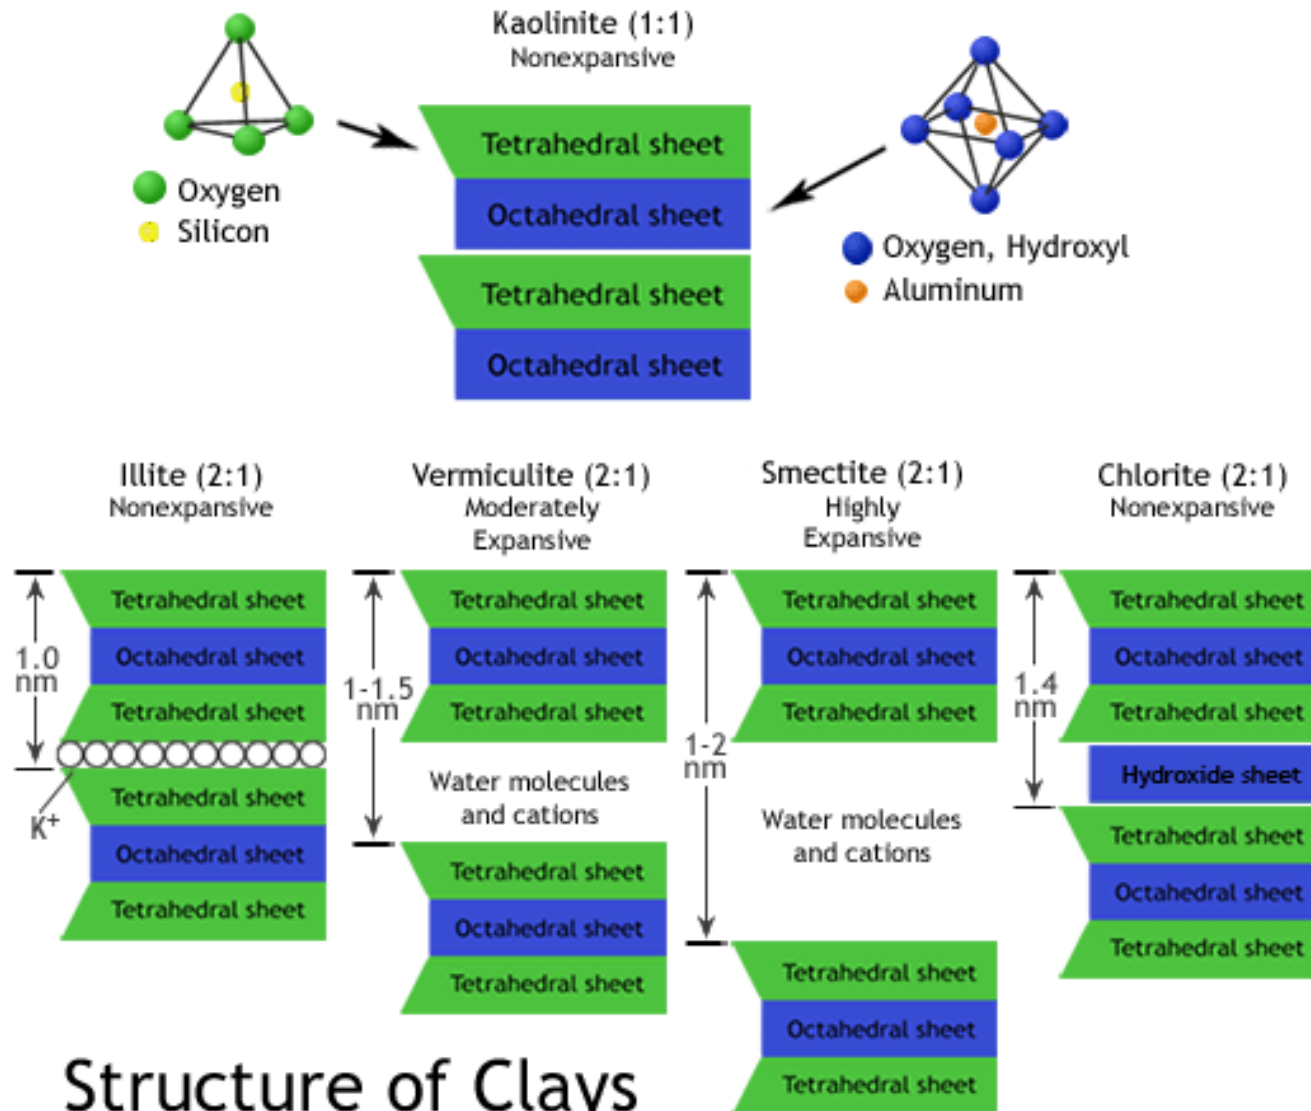 Kaolinite (1:1)
Nonexpansive
Tetrahedral sheet
Octahedral sheet
Tetrahedral sheet
Octahedral sheet
Oxygen
Silicon
Oxygen, Hydroxyl
Aluminum
Illite (2:1)
Nonexpansive
1.0
nm
Tetrahedral sheet
Octahedral sheet
Tetrahedral sheet
K+
Tetrahedral sheet
Octahedral sheet
Tetrahedral sheet
Vermiculite (2:1)
Moderately
Expansive
1-1.5
nm
Tetrahedral sheet
Octahedral sheet
Tetrahedral sheet
Water molecules
and cations
Tetrahedral sheet
Octahedral sheet
Tetrahedral sheet
Smectite (2:1)
Highly
Expansive
1-2
nm
Tetrahedral sheet
Octahedral sheet
Tetrahedral sheet
Water molecules
and cations
Tetrahedral sheet
Octahedral sheet
Tetrahedral sheet
Chlorite (2:1)
Nonexpansive
1.4
nm
Tetrahedral sheet
Octahedral sheet
Tetrahedral sheet
Hydroxide sheet
Tetrahedral sheet
Octahedral sheet
Tetrahedral sheet
Structure of Clays